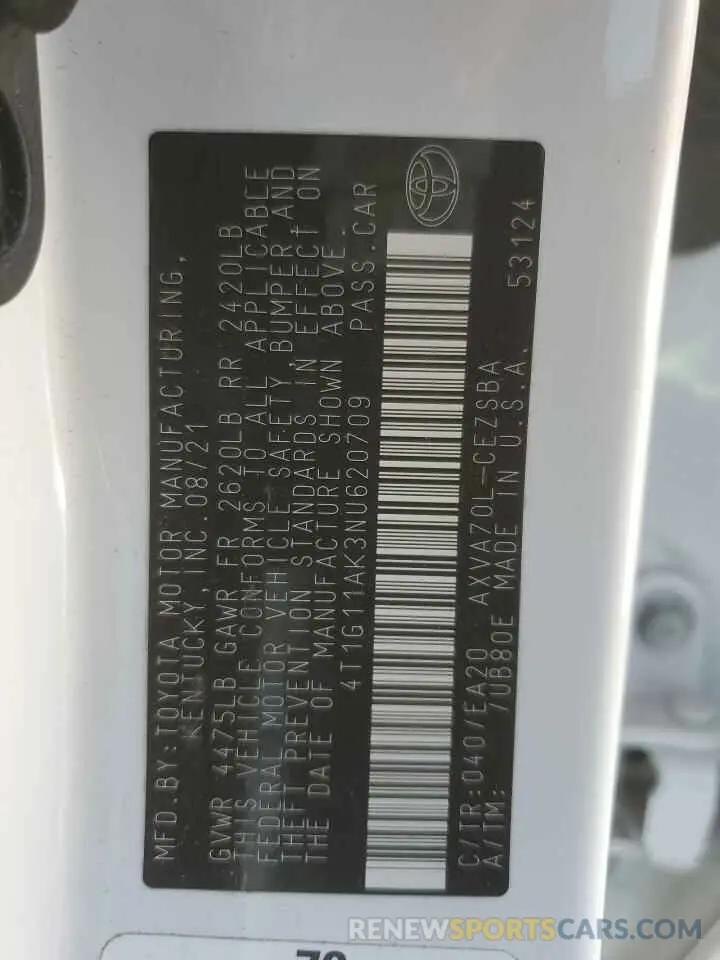 MFD.BY:TOYOTA MOTOR MANUFACTURING,
KENTUCKY, INC.08/21
GVWR 4475LB GAWR FR 2620LB RR 2420LB
THIS VEHICLE CONFORMS TO ALL APPLICABLE
FEDERAL MOTOR VEHICLE SAFETY, BUMPER, AND
THEFT PREVENTION STANDARDS IN EFFECT ON
THE DATE OF MANUFACTURE SHOWN ABOVE.
4T1G11AK3NU620709 PASS.CAR
C/TR:040/EA20 AXVA70L-CEZSBA 53124
A/TM: /UB80E MADE IN U.S.A.
RENEWSPORTSCARS.COM